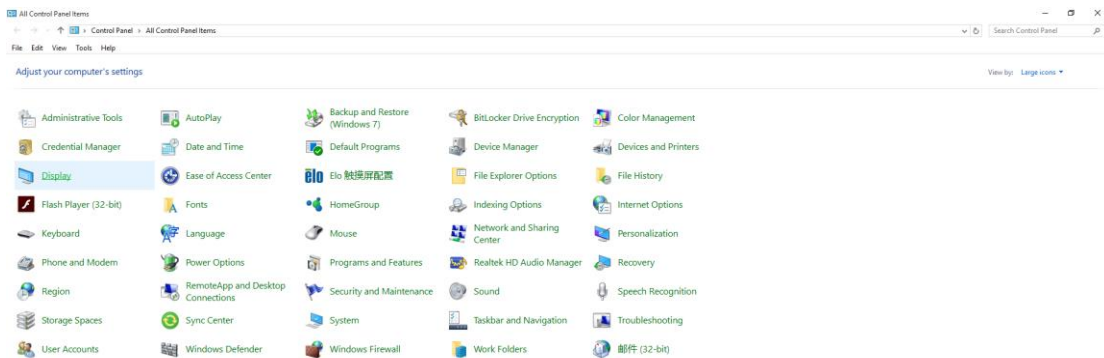 All Control Panel Items
Control Panel › All Control Panel Items
Search Control Panel
File Edit View Tools Help
Adjust your computer's settings
View by: Large icons
Administrative Tools
AutoPlay
Backup and Restore
(Windows 7)
BitLocker Drive Encryption
Color Management
Credential Manager
Date and Time
Default Programs
Device Manager
Devices and Printers
Display
Ease of Access Center
elo
Elo 触摸屏配置
File Explorer Options
File History
Flash Player (32-bit)
Fonts
HomeGroup
Indexing Options
Internet Options
Keyboard
Language
Mouse
Network and Sharing
Center
Personalization
Phone and Modem
Power Options
Programs and Features
Realtek HD Audio Manager
Recovery
Region
RemoteApp and Desktop
Connections
Security and Maintenance
Sound
Speech Recognition
Storage Spaces
Sync Center
System
Taskbar and Navigation
Troubleshooting
User Accounts
Windows Defender
Windows Firewall
Work Folders
邮件 (32-bit)